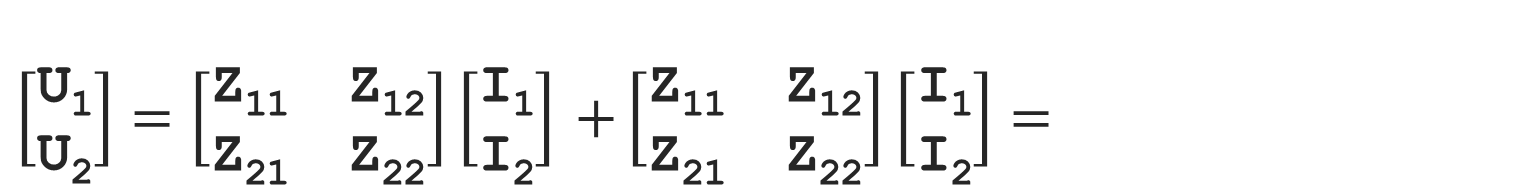 [U₁ U₂] = [Z₁₁ Z₁₂ Z₂₁ Z₂₂] [I₁ I₂] + [Z₁₁ Z₁₂ Z₂₁ Z₂₂] [I₁ I₂] =